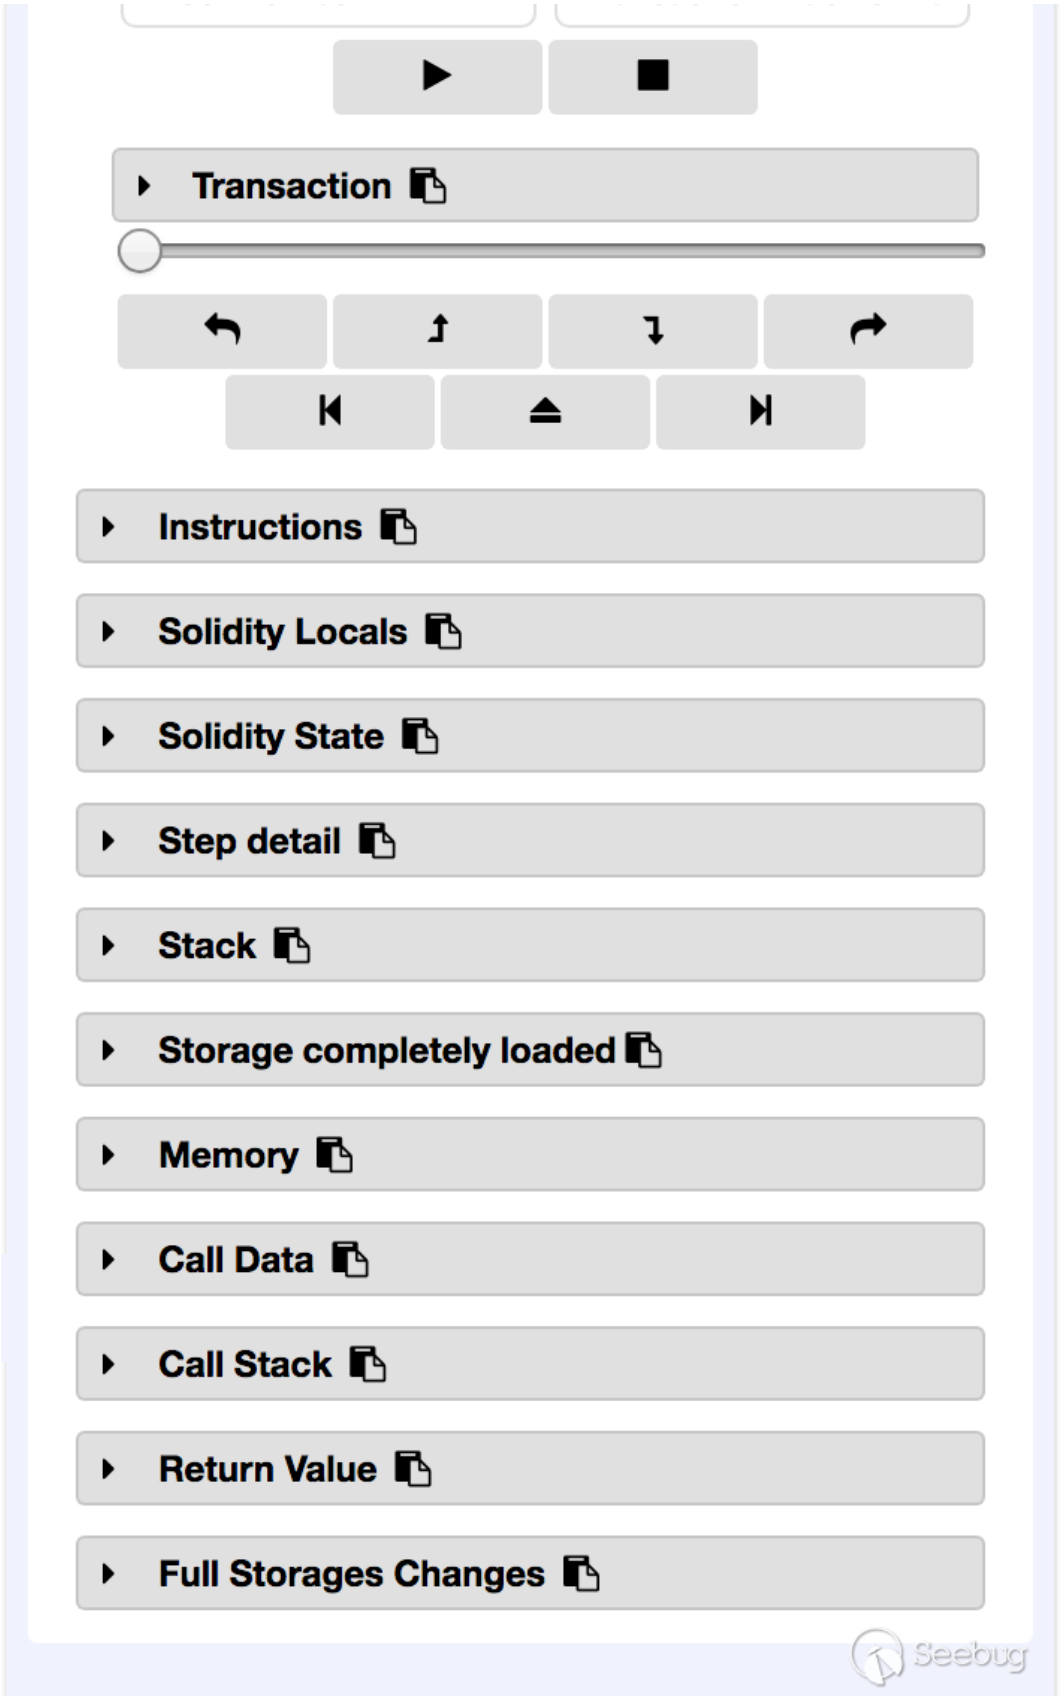 Transaction
Instructions
Solidity Locals
Solidity State
Step detail
Stack
Storage completely loaded
Memory
Call Data
Call Stack
Return Value
Full Storages Changes
Seebug